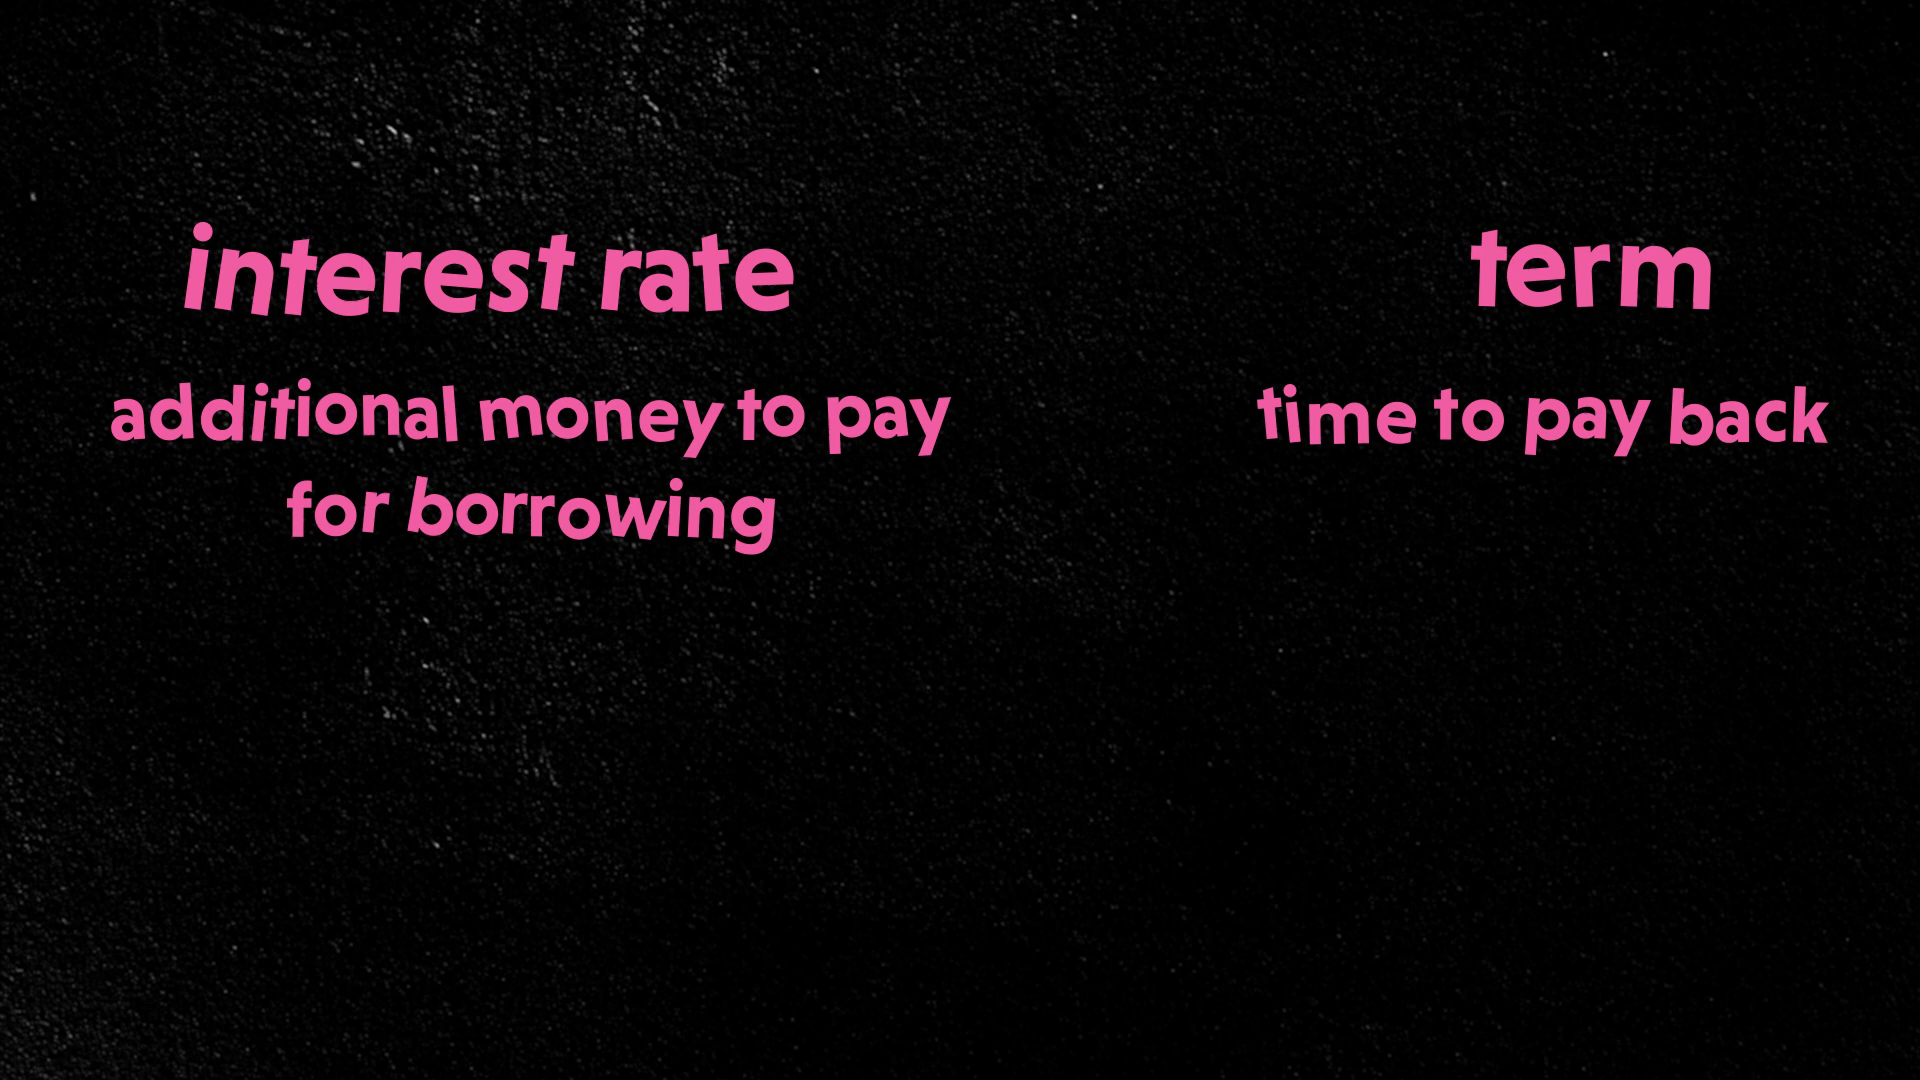 interest rate
additional money to pay
for borrowing
term
time to pay back